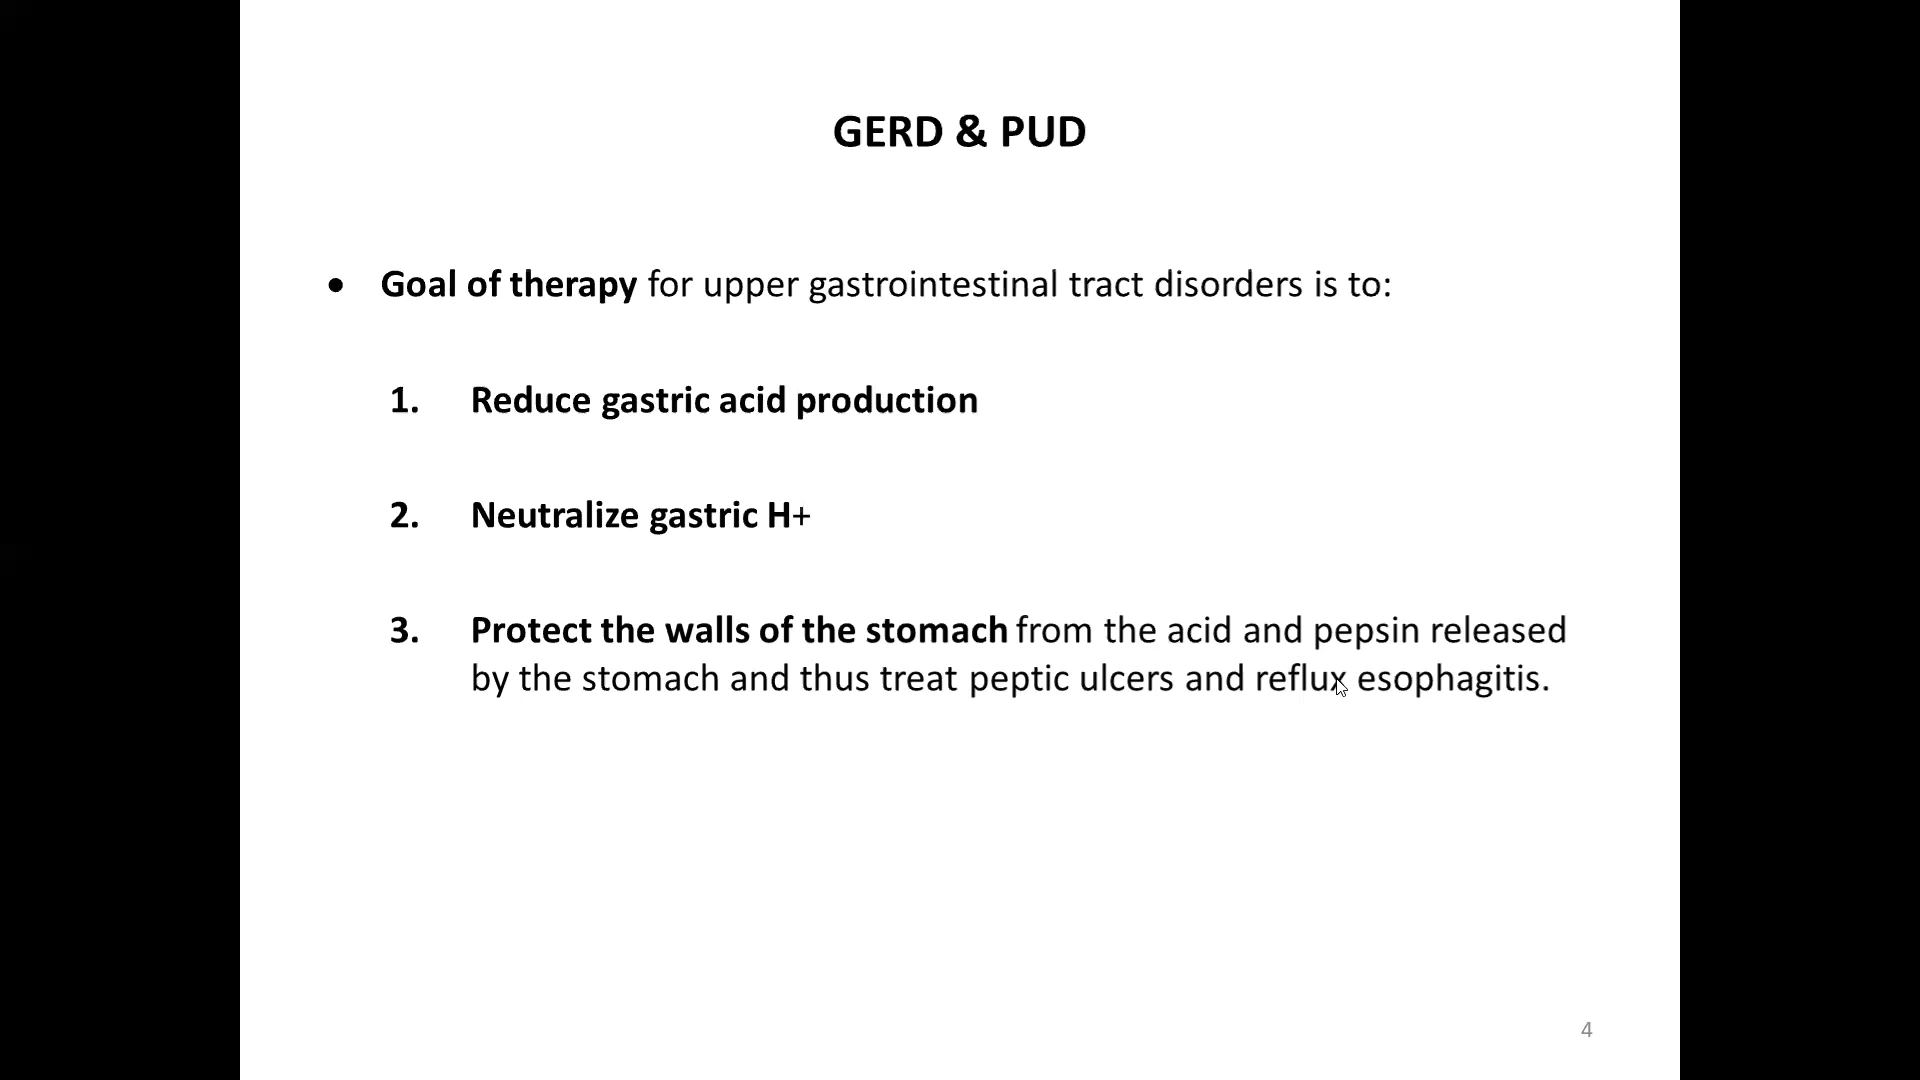 GERD & PUD
• Goal of therapy for upper gastrointestinal tract disorders is to:
1. Reduce gastric acid production
2. Neutralize gastric H+
3. Protect the walls of the stomach from the acid and pepsin released
by the stomach and thus treat peptic ulcers and reflux esophagitis.
4